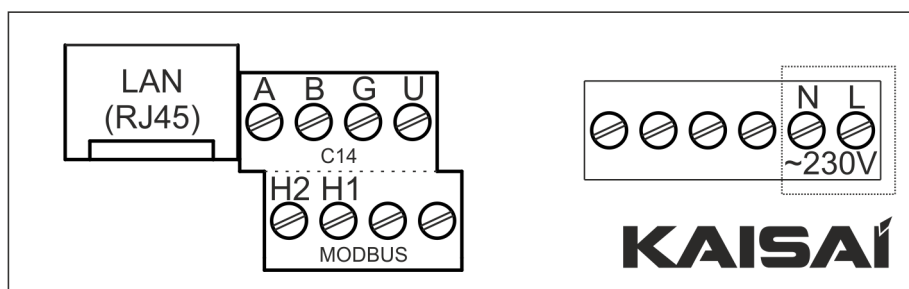 LAN
(RJ45)
A B G U
C14
H2 H1
MODBUS
N L
~230V
KAISAI